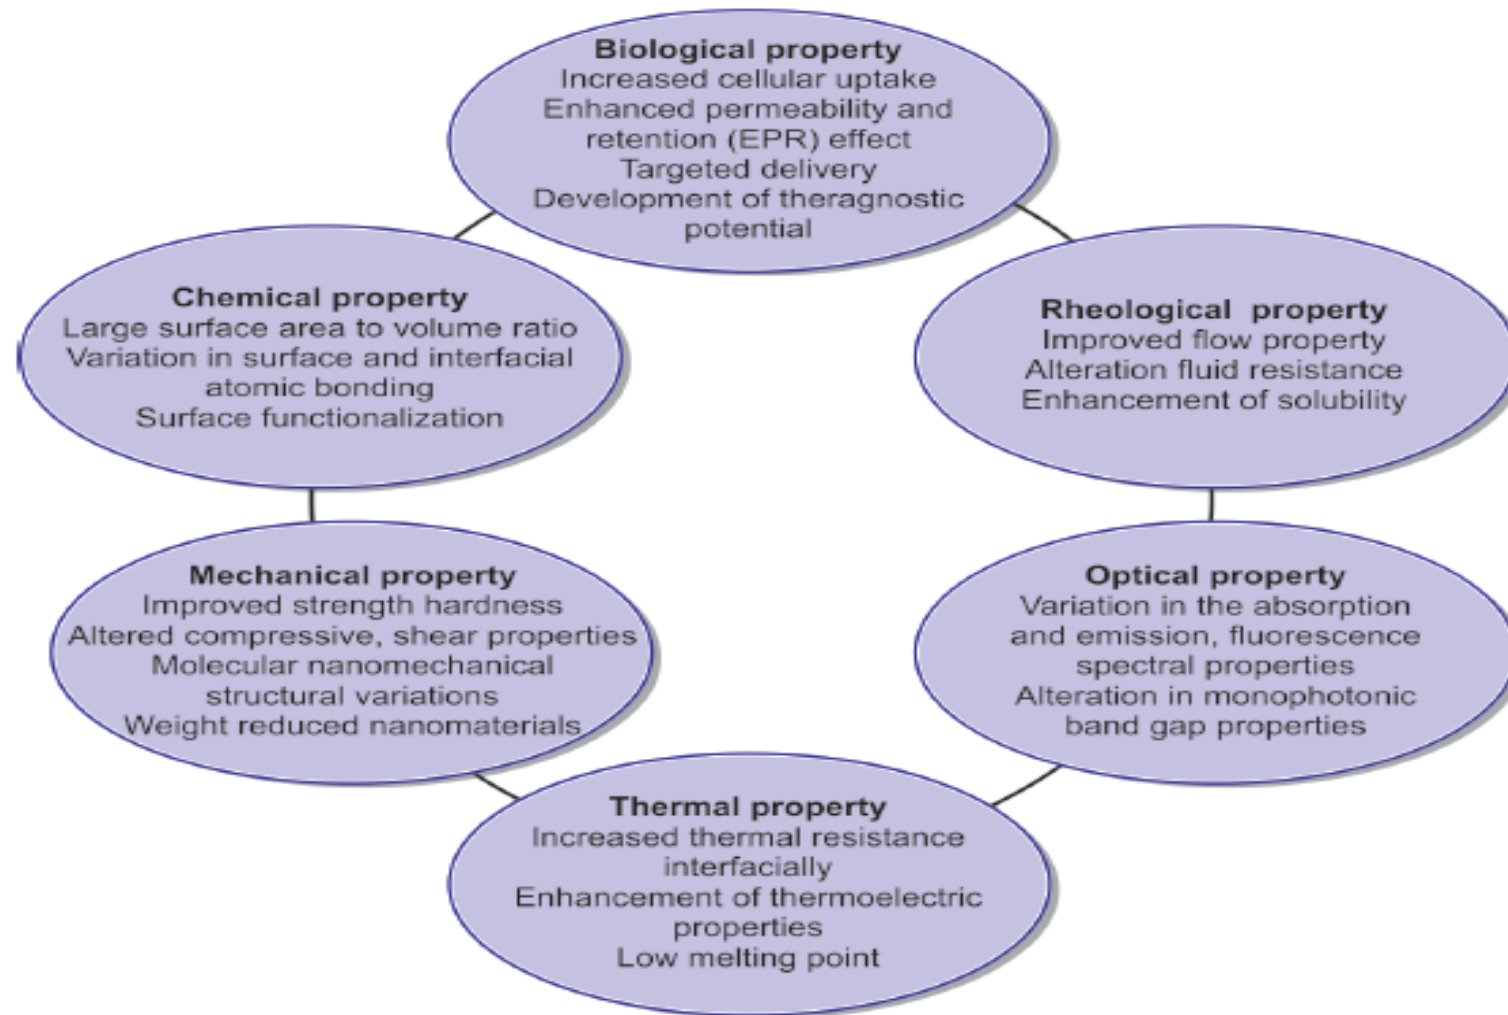 Biological property
Increased cellular uptake
Enhanced permeability and
retention (EPR) effect
Targeted delivery
Development of theragnostic
potential
Chemical property
Large surface area to volume ratio
Variation in surface and interfacial
atomic bonding
Surface functionalization
Rheological property
Improved flow property
Alteration fluid resistance
Enhancement of solubility
Mechanical property
Improved strength hardness
Altered compressive, shear properties
Molecular nanomechanical
structural variations
Weight reduced nanomaterials
Optical property
Variation in the absorption
and emission, fluorescence
spectral properties
Alteration in monophotonic
band gap properties
Thermal property
Increased thermal resistance
interfacially
Enhancement of thermoelectric
properties
Low melting point